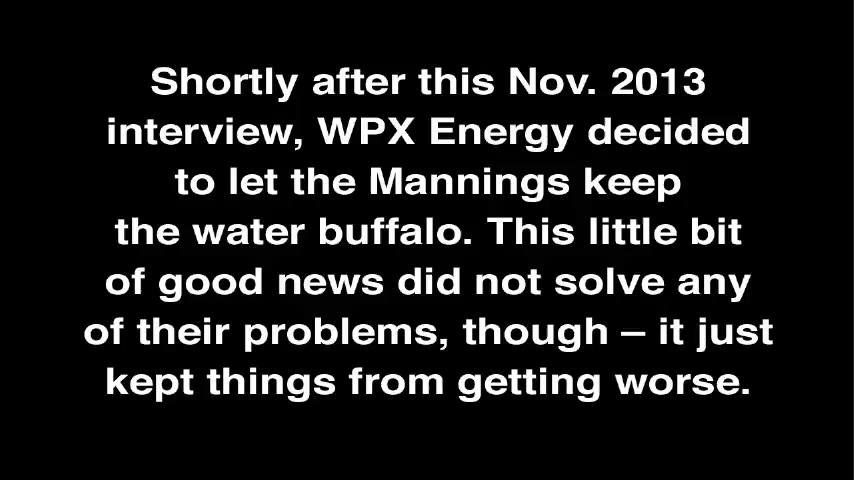 Shortly after this Nov. 2013
interview, WPX Energy decided
to let the Mannings keep
the water buffalo. This little bit
of good news did not solve any
of their problems, though – it just
kept things from getting worse.